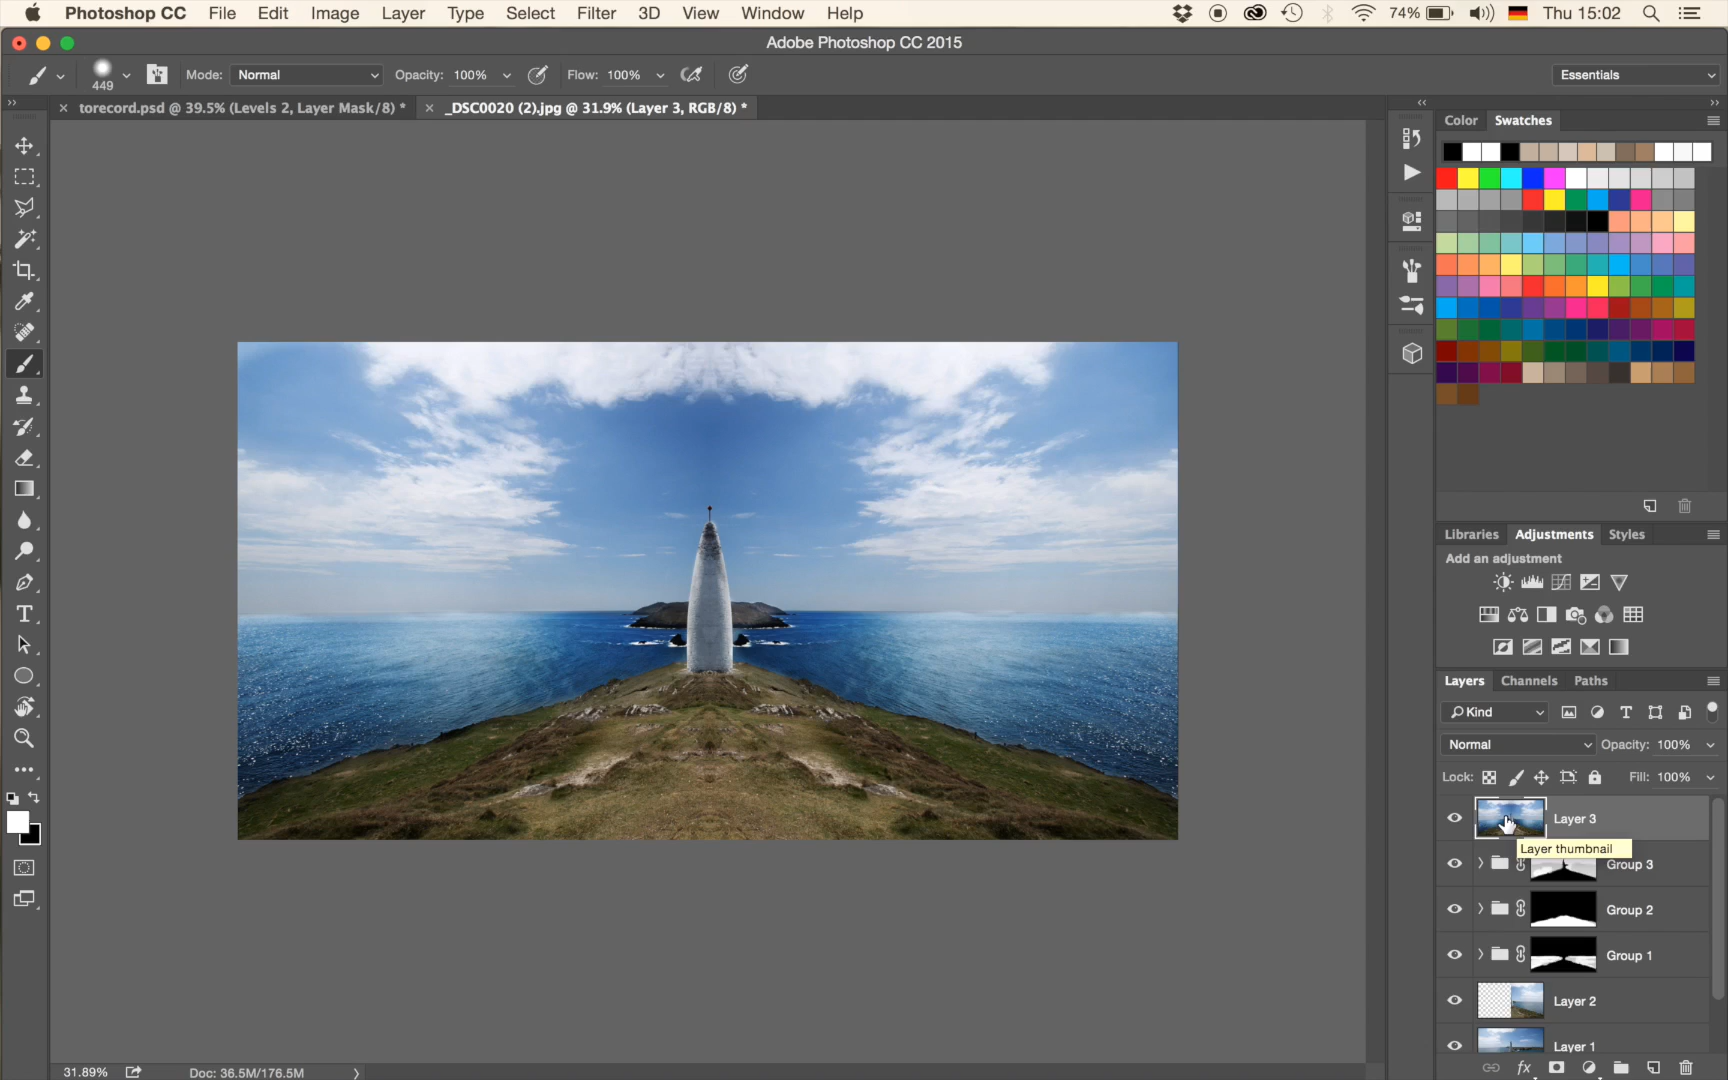 Photoshop CC File Edit Image Layer Type Select Filter 3D View Window Help 74% Thu 15:02
Adobe Photoshop CC 2015
449 Mode: Normal Opacity: 100% Flow: 100% Essentials
torecord.psd @ 39.5% (Levels 2, Layer Mask/8) * _DSC0020 (2).jpg @ 31.9% (Layer 3, RGB/8) *
Color Swatches
Libraries Adjustments Styles
Add an adjustment
Layers Channels Paths
Kind
Normal Opacity: 100%
Lock: Fill: 100%
Layer 3
Layer thumbnail
Group 3
Group 2
Group 1
Layer 2
Layer 1
31.89% Doc: 36.5M/176.5M